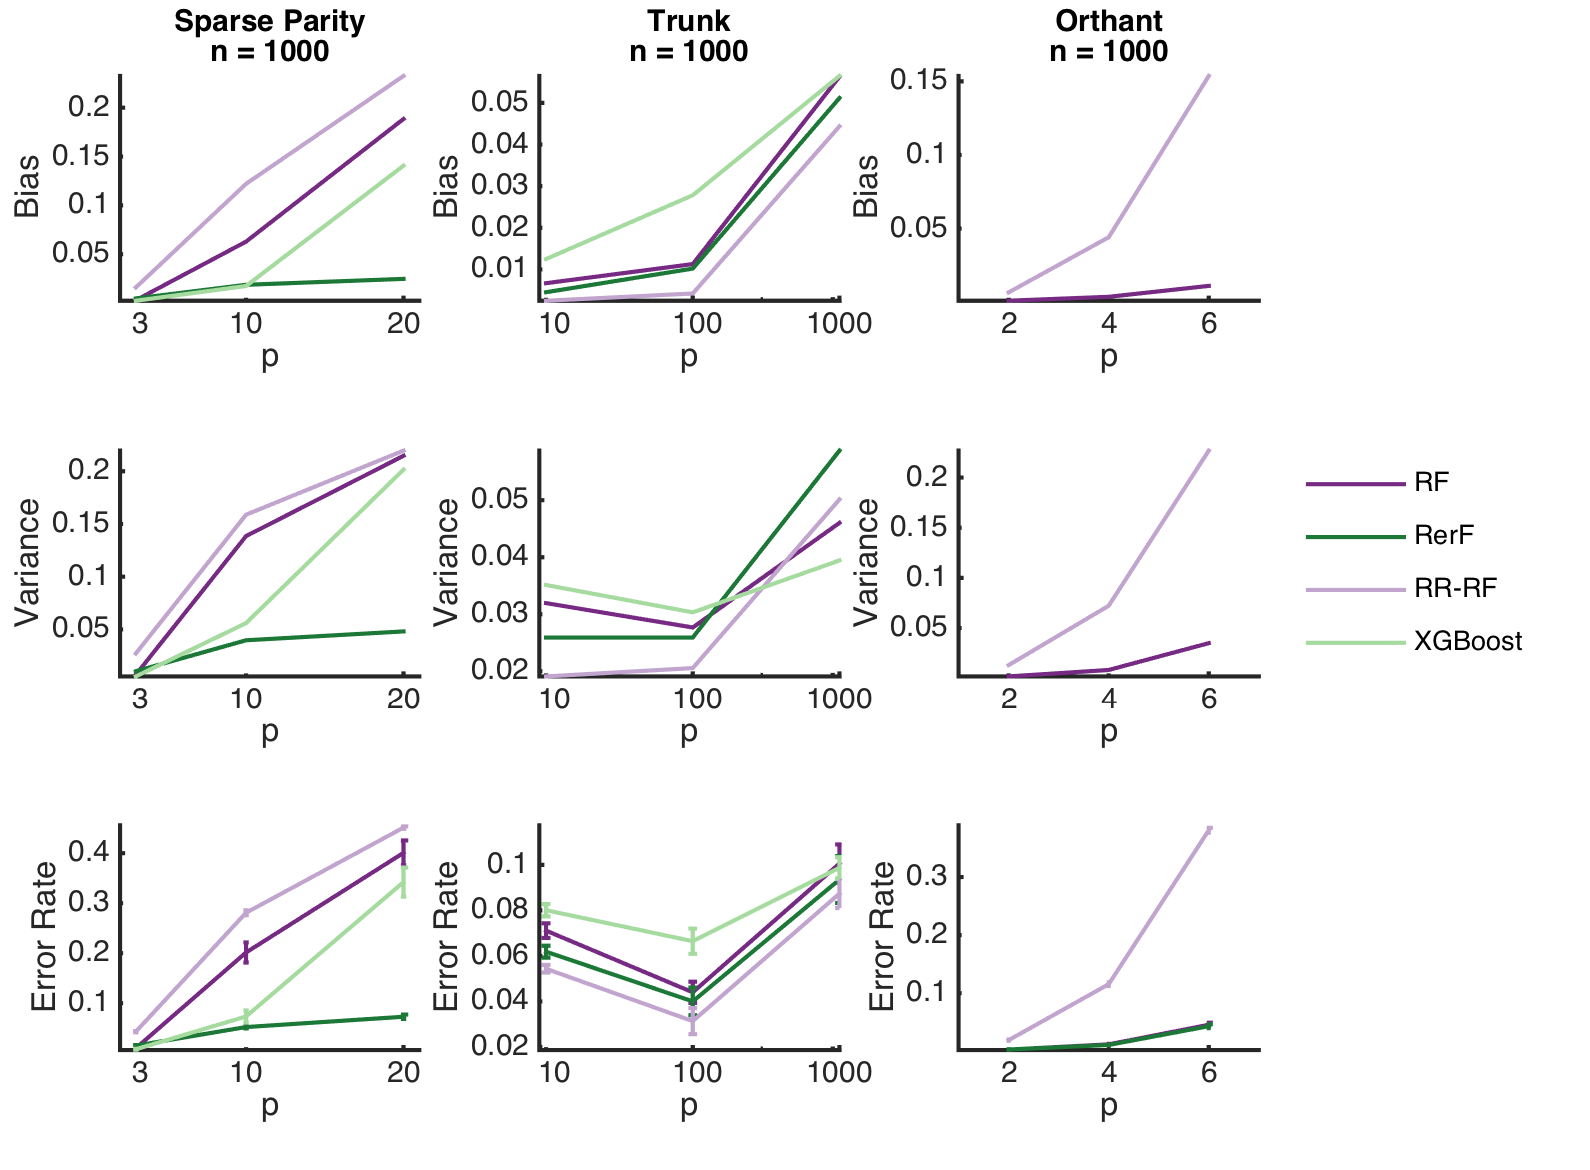 Sparse Parity
n = 1000
Trunk
n = 1000
Orthant
n = 1000
Bias
0.2
0.15
0.1
0.05
3 10 20
p
Bias
0.05
0.04
0.03
0.02
0.01
10 100 1000
p
Bias
0.15
0.1
0.05
2 4 6
p
Variance
0.2
0.15
0.1
0.05
3 10 20
p
Variance
0.05
0.04
0.03
0.02
10 100 1000
p
Variance
0.2
0.15
0.1
0.05
2 4 6
p
RF
RerF
RR-RF
XGBoost
Error Rate
0.4
0.3
0.2
0.1
3 10 20
p
Error Rate
0.1
0.08
0.06
0.04
0.02
10 100 1000
p
Error Rate
0.3
0.2
0.1
2 4 6
p